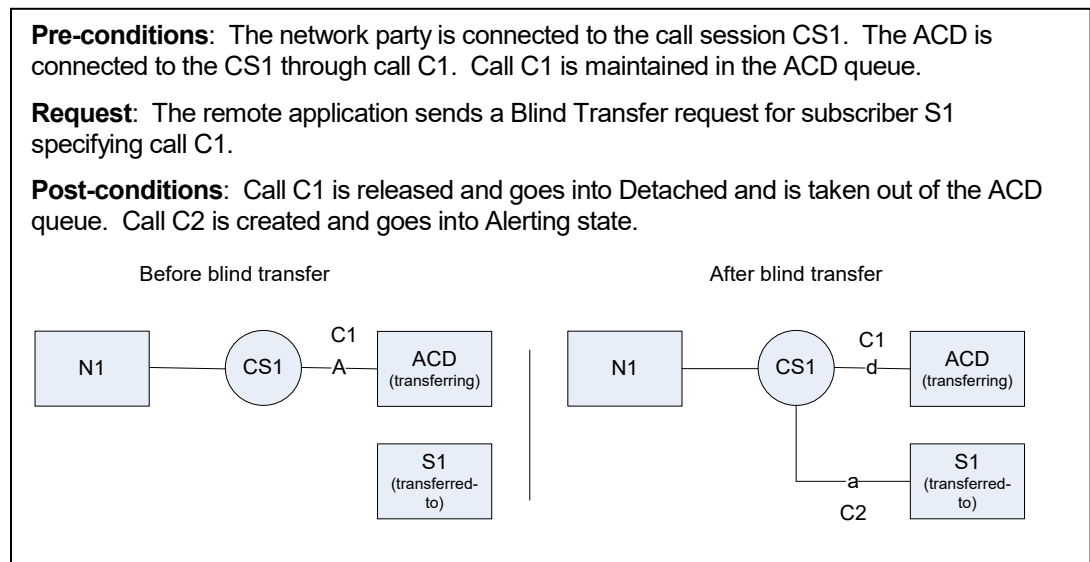 Pre-conditions: The network party is connected to the call session CS1. The ACD is
connected to the CS1 through call C1. Call C1 is maintained in the ACD queue.
Request: The remote application sends a Blind Transfer request for subscriber S1
specifying call C1.
Post-conditions: Call C1 is released and goes into Detached and is taken out of the ACD
queue. Call C2 is created and goes into Alerting state.
Before blind transfer
After blind transfer
N1
CS1
C1
A
ACD
(transferring)
S1
(transferred-
to)
N1
CS1
C1
d
ACD
(transferring)
a
C2
S1
(transferred-
to)